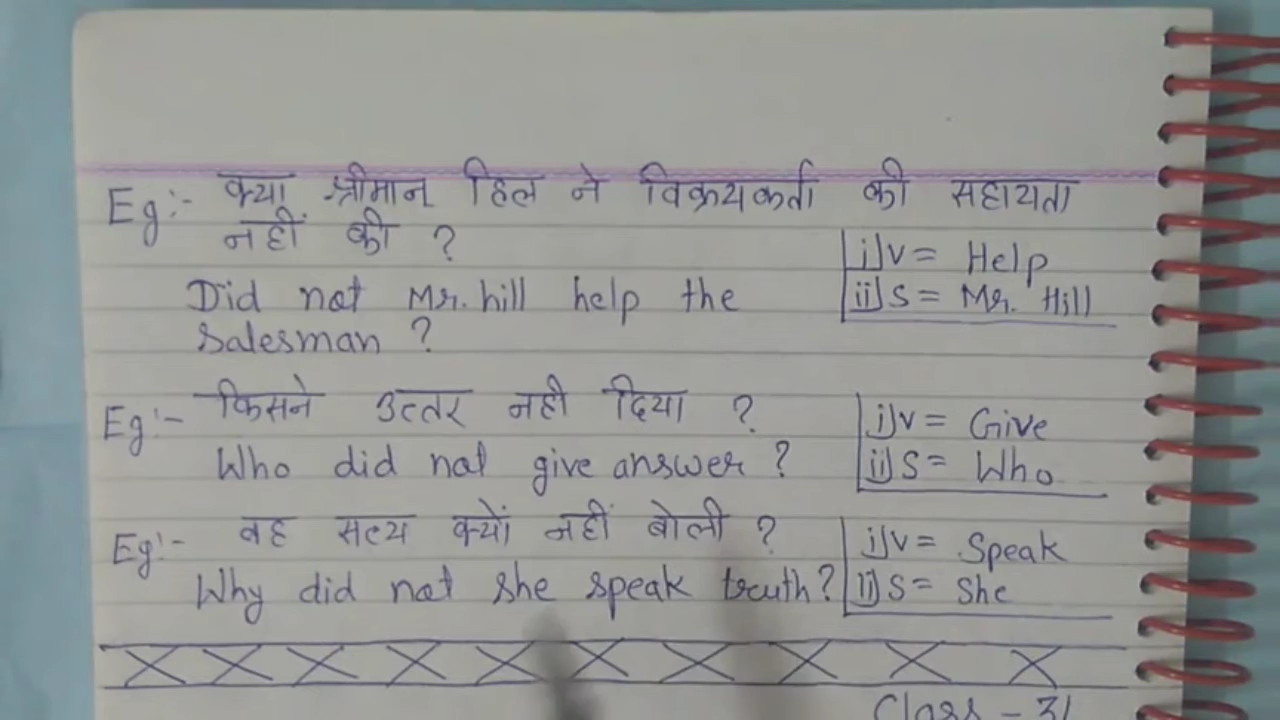 Eg:- क्या श्रीमान् हिल ने विक्रयकर्ता की सहायता
नहीं की ?
i) V = Help
Did not Mr. hill help the
ii) S = Mr. Hill
Salesman ?
Eg:- किसने उत्तर नही दिया ?
i) V = Give
Who did not give answer ?
ii) S = Who
Eg:- वह सत्य क्यों नहीं बोली ?
i) V = Speak
Why did not she speak truth?
ii) S = She
Class - 31